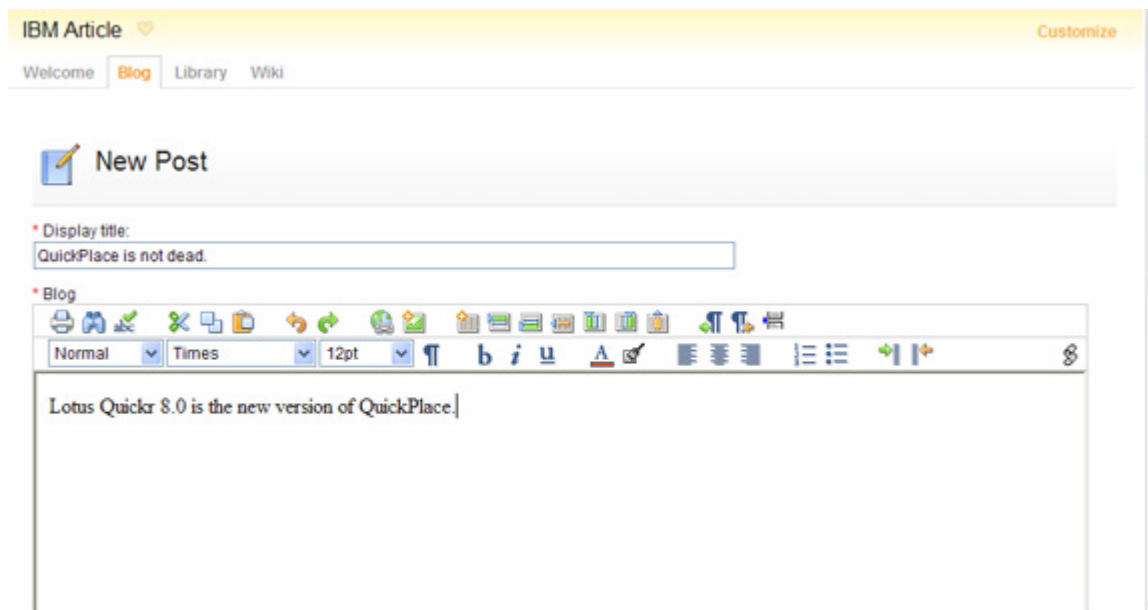 IBM Article Customize
Welcome Blog Library Wiki
New Post
* Display title:
QuickPlace is not dead.
* Blog
Normal Times 12pt ¶ b i u A
Lotus Quickr 8.0 is the new version of QuickPlace.